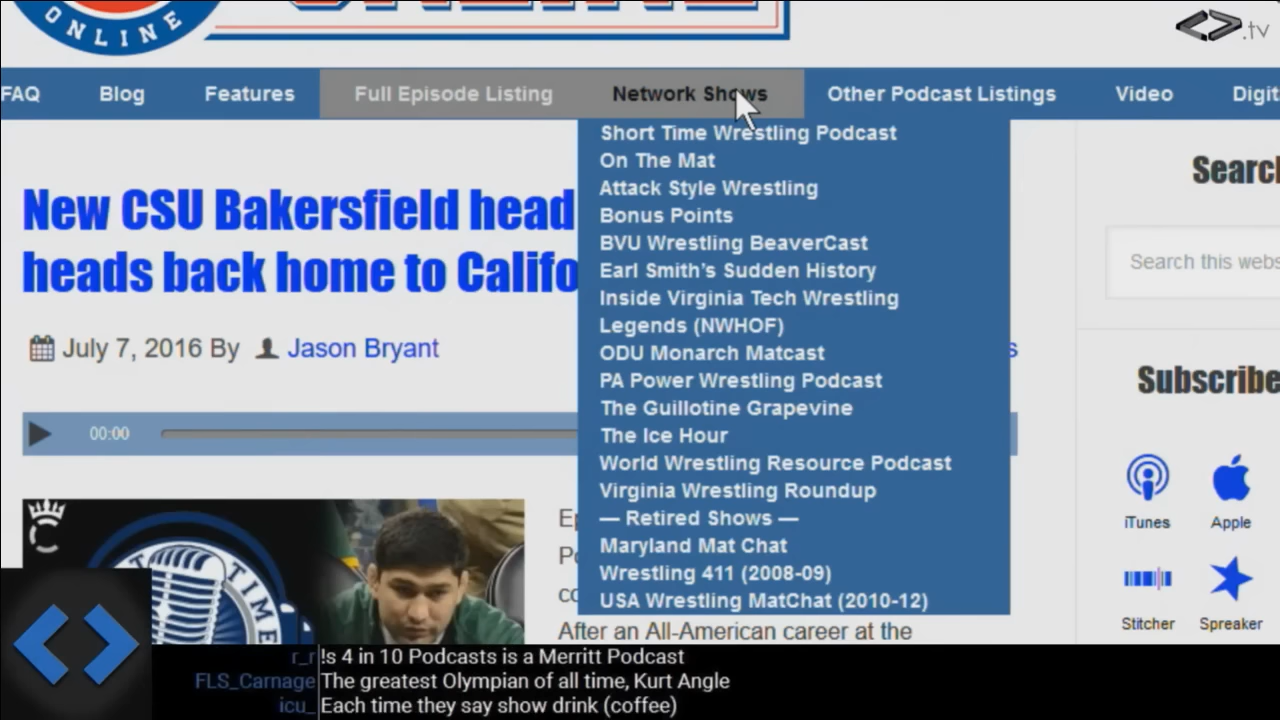 ONLINE
.tv
FAQ
Blog
Features
Full Episode Listing
Network Shows
Other Podcast Listings
Video
Digit
Short Time Wrestling Podcast
On The Mat
Attack Style Wrestling
Bonus Points
BVU Wrestling BeaverCast
Earl Smith's Sudden History
Inside Virginia Tech Wrestling
Legends (NWHOF)
ODU Monarch Matcast
PA Power Wrestling Podcast
The Guillotine Grapevine
The Ice Hour
World Wrestling Resource Podcast
Virginia Wrestling Roundup
— Retired Shows —
Maryland Mat Chat
Wrestling 411 (2008-09)
USA Wrestling MatChat (2010-12)
New CSU Bakersfield head
heads back home to Califo
July 7, 2016 By Jason Bryant
s
00:00
TIME
After an All-American career at the
Search
Search this webs
Subscribe
iTunes
Apple
Stitcher
Spreaker
r_r !s 4 in 10 Podcasts is a Merritt Podcast
FLS_Carnage The greatest Olympian of all time, Kurt Angle
icu_ Each time they say show drink (coffee)